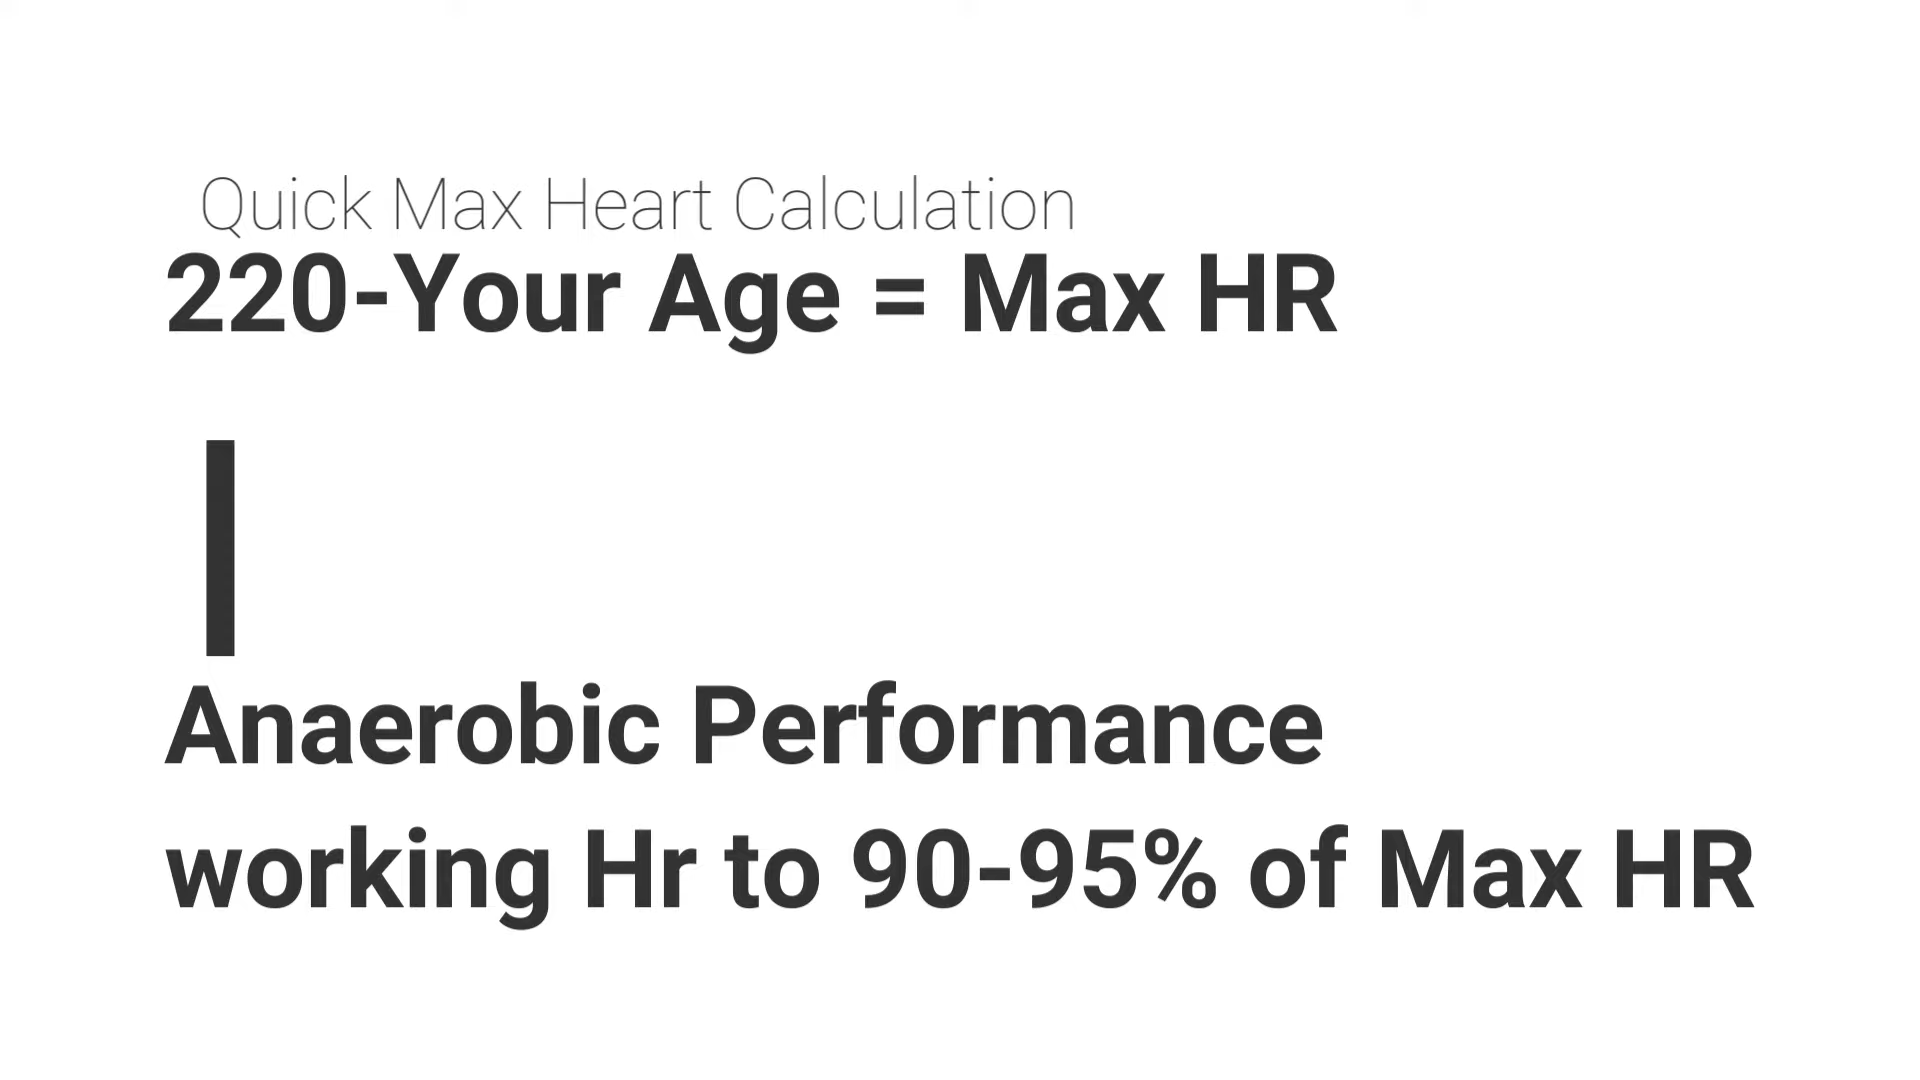 Quick Max Heart Calculation
220-Your Age = Max HR
Anaerobic Performance
working Hr to 90-95% of Max HR